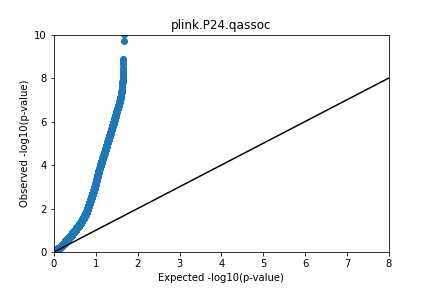 plink.P24.qassoc
10
8
6
4
2
0
Observed -log10(p-value)
0 1 2 3 4 5 6 7 8
Expected -log10(p-value)